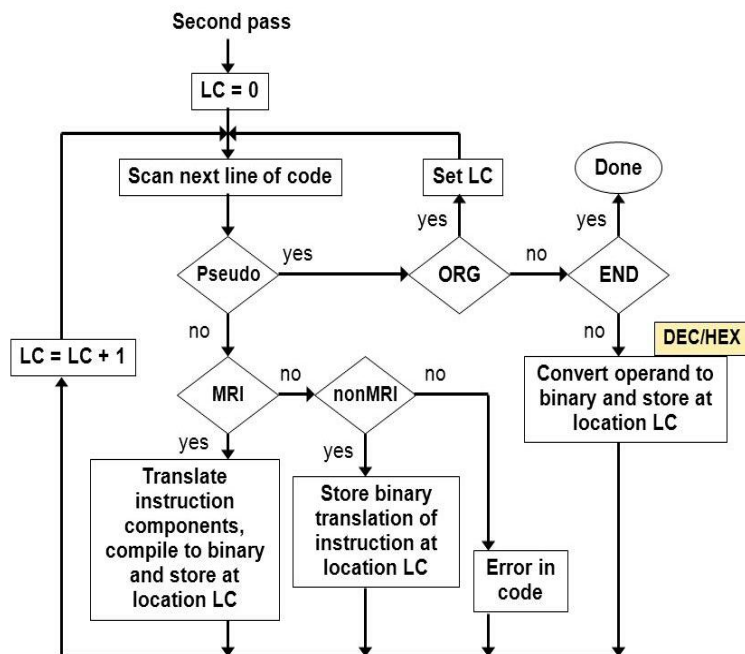 Second pass
LC = 0
Scan next line of code
Set LC
Done
yes
yes
Pseudo
yes
ORG
no
END
no
no
DEC/HEX
LC = LC + 1
MRI
no
nonMRI
no
Convert operand to
binary and store at
location LC
yes
yes
Translate
instruction
components,
compile to binary
and store at
location LC
Store binary
translation of
instruction at
location LC
Error in
code